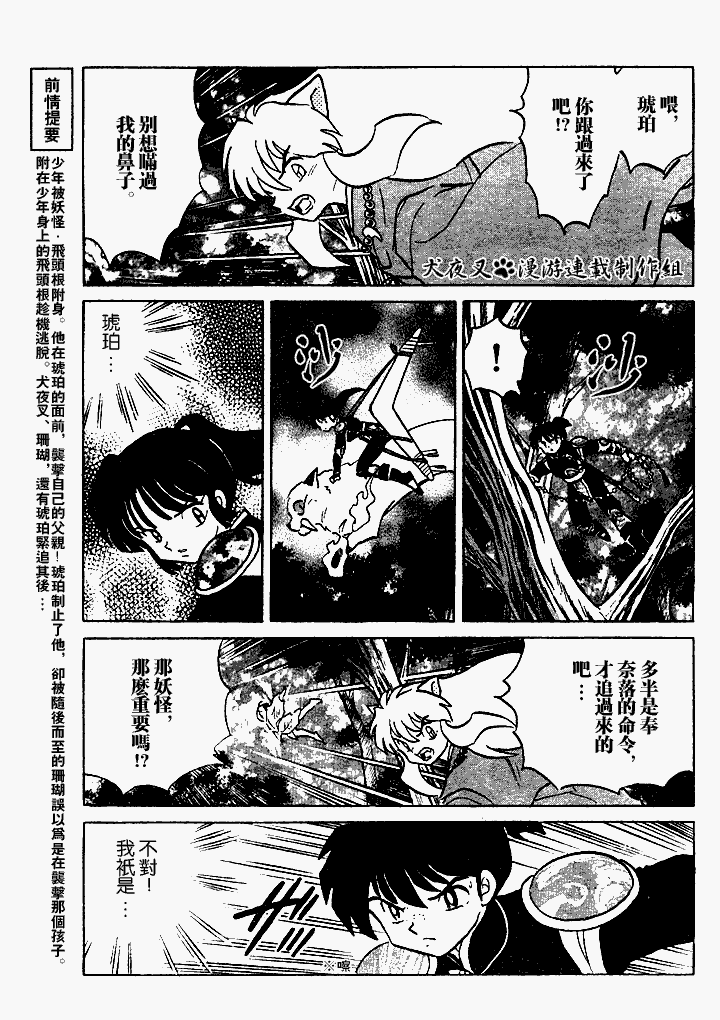 喂，
琥珀
你跟過來了
吧!?
別想瞞過
我的鼻子。
犬夜叉 漫游連載制作組
前情提要
少年被妖怪·飛頭根附身。他在琥珀的面前，襲擊自己的父親！琥珀制止了他，卻被隨後而至的珊瑚誤以為是在襲擊那個孩子。
附在少年身上的飛頭根趁機逃脫。犬夜叉、珊瑚，還有琥珀緊追其後…
！
沙
沙
琥珀…
多半是奉
奈落的命令，
才追過來的
吧…
那妖怪，
那麼重要嗎!?
不對！
我衹是…
※嚓